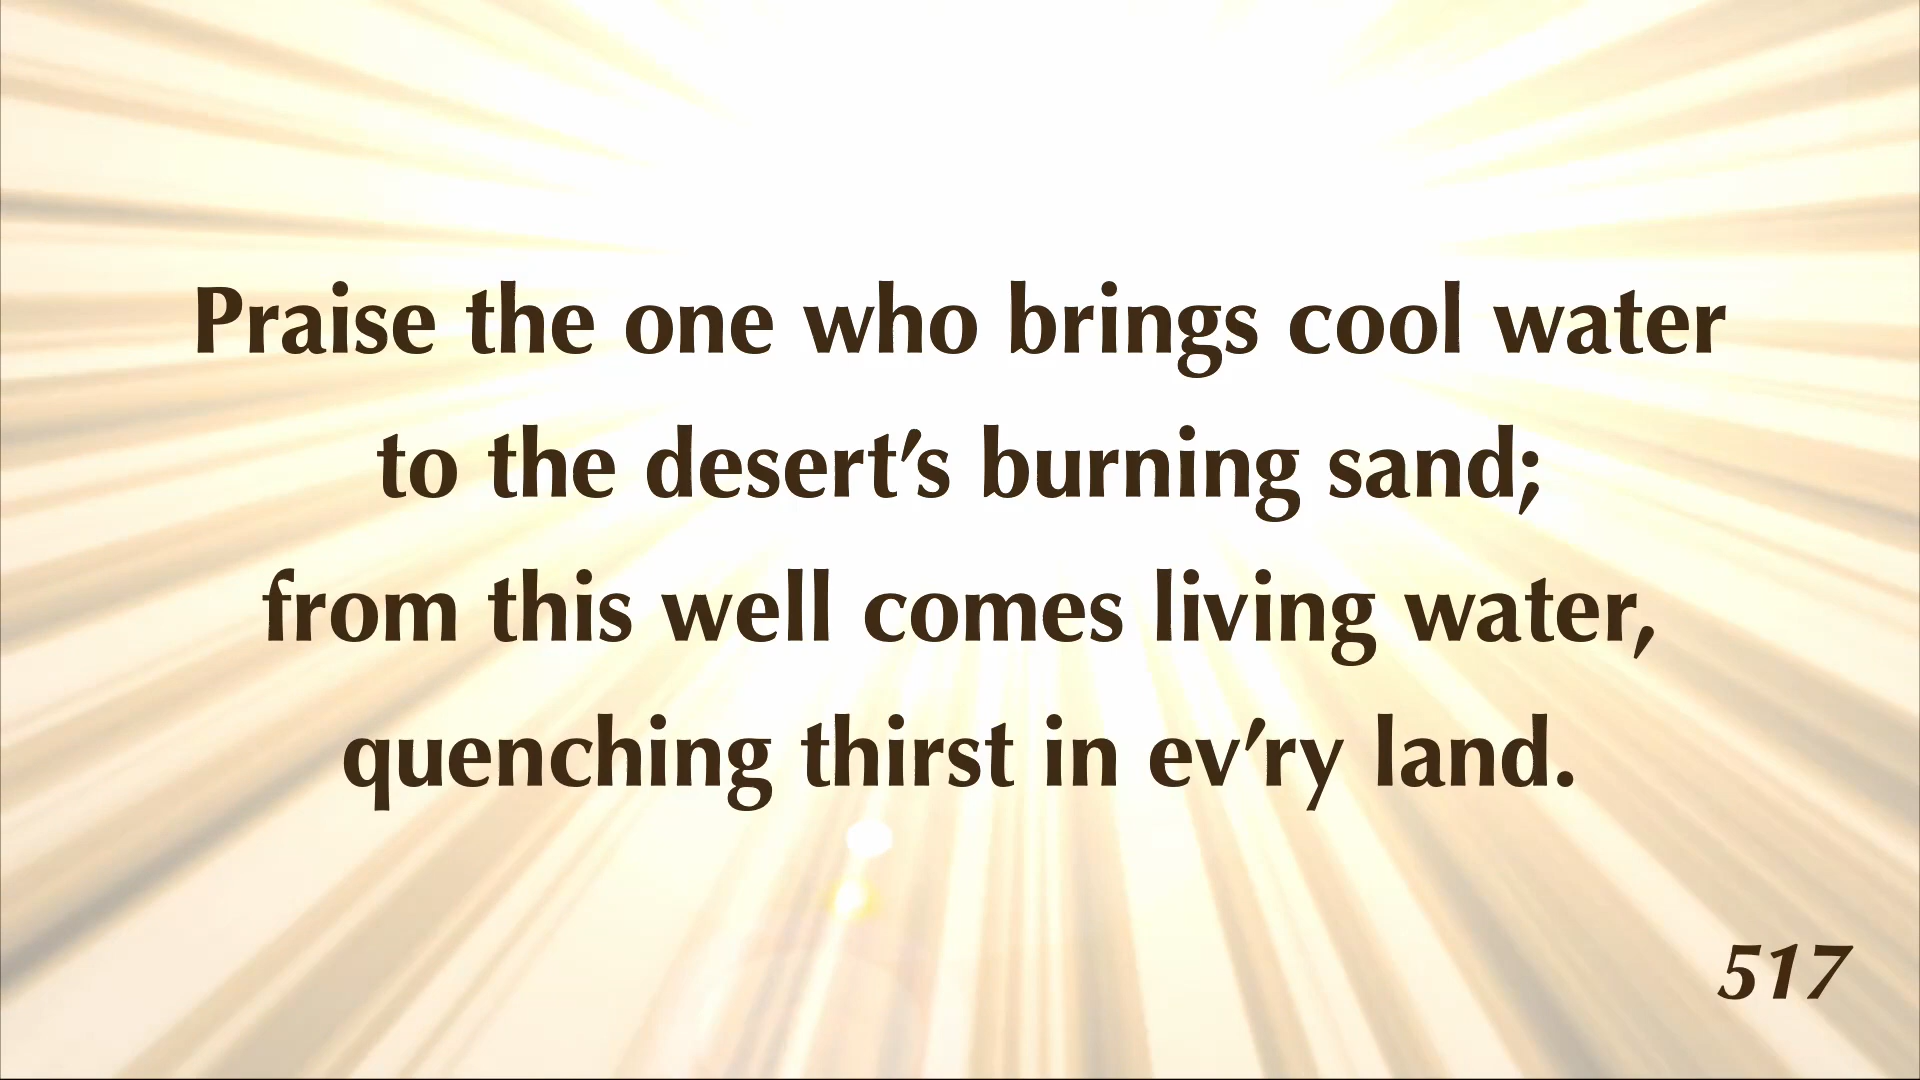 Praise the one who brings cool water
to the desert’s burning sand;
from this well comes living water,
quenching thirst in ev’ry land.
517